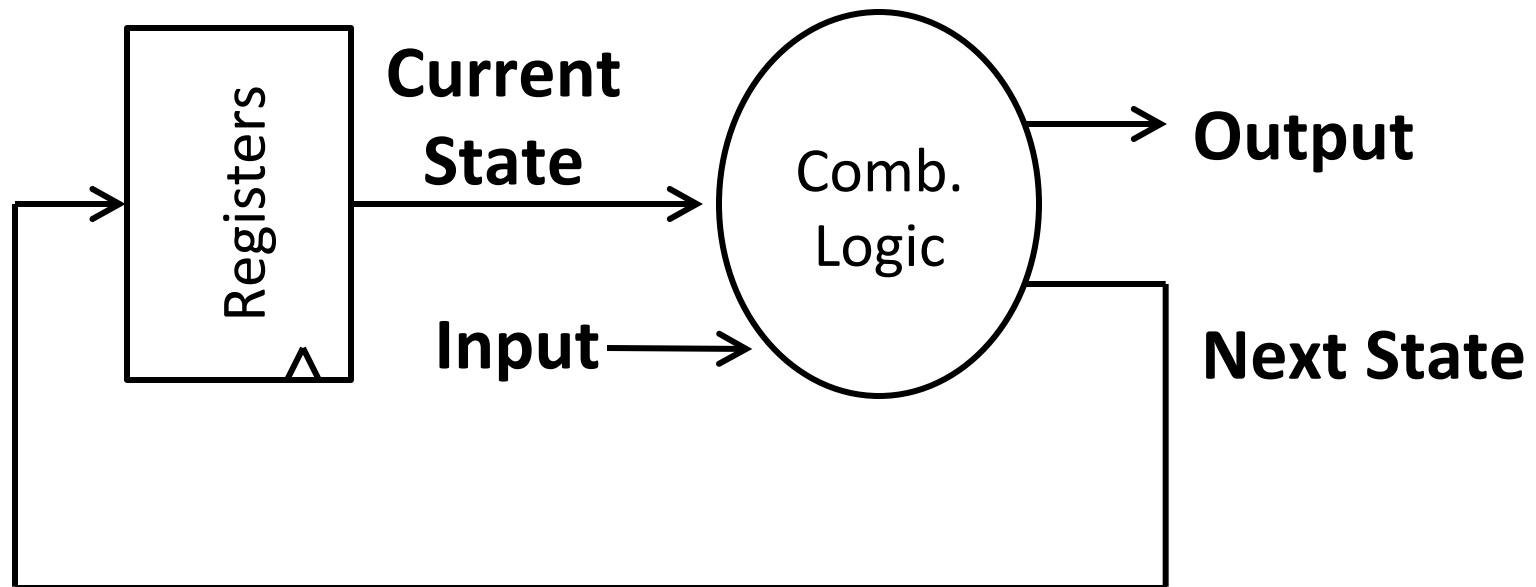 Registers
Current
State
Input
Comb.
Logic
Output
Next State